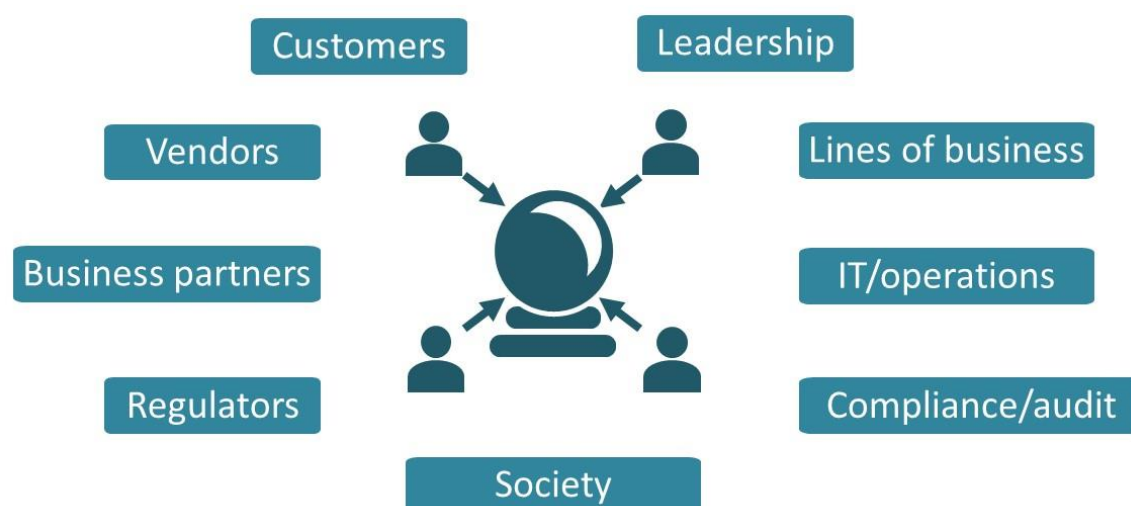 Customers
Leadership
Vendors
Lines of business
Business partners
IT/operations
Regulators
Compliance/audit
Society